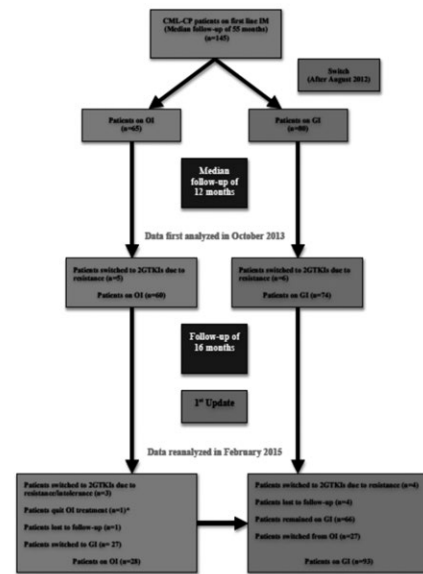 CML-CP patients on first line IM
(Median follow-up of 55 months)
(n=145)
Switch
(After August 2012)
Patients on OI
(n=65)
Patients on GI
(n=80)
Median
follow-up of
12 months
Data first analyzed in October 2013
Patients switched to 2GTKIs due to
resistance (n=5)
Patients on OI (n=60)
Patients switched to 2GTKIs due to
resistance (n=6)
Patients on GI (n=74)
Follow-up of
16 months
1st Update
Data reanalyzed in February 2015
Patients switched to 2GTKIs due to
resistance/intolerance (n=3)
Patients quit OI treatment (n=1)*
Patients lost to follow-up (n=1)
Patients switched to GI (n= 27)
Patients on OI (n=28)
Patients switched to 2GTKIs due to resistance (n=4)
Patients lost to follow-up (n=4)
Patients remained on GI (n=66)
Patients switched from OI (n=27)
Patients on GI (n=93)